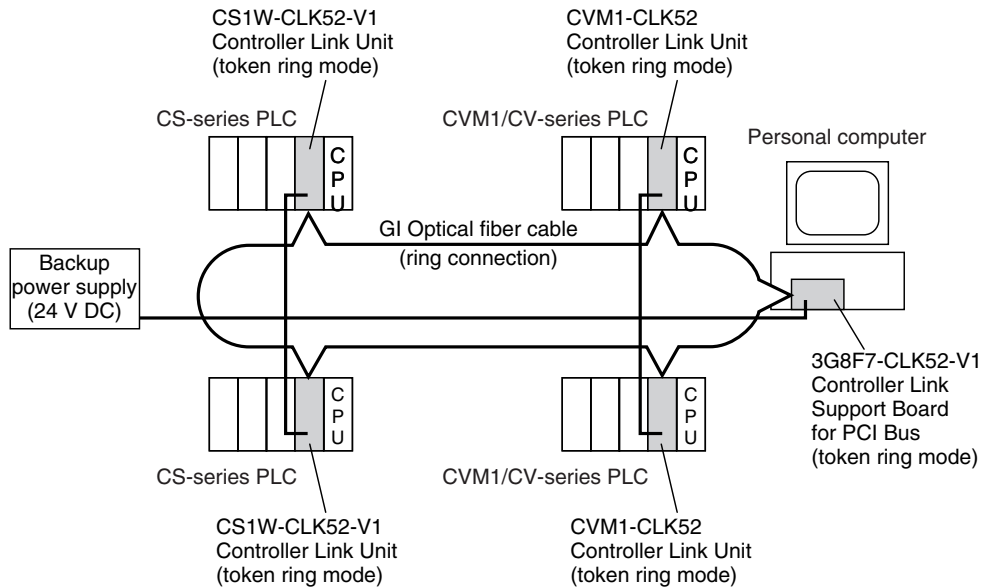 CS1W-CLK52-V1
Controller Link Unit
(token ring mode)
CVM1-CLK52
Controller Link Unit
(token ring mode)
CS-series PLC
CVM1/CV-series PLC
Personal computer
C
P
U
C
P
U
GI Optical fiber cable
(ring connection)
Backup
power supply
(24 V DC)
3G8F7-CLK52-V1
Controller Link
Support Board
for PCI Bus
(token ring mode)
C
P
U
C
P
U
CS-series PLC
CVM1/CV-series PLC
CS1W-CLK52-V1
Controller Link Unit
(token ring mode)
CVM1-CLK52
Controller Link Unit
(token ring mode)